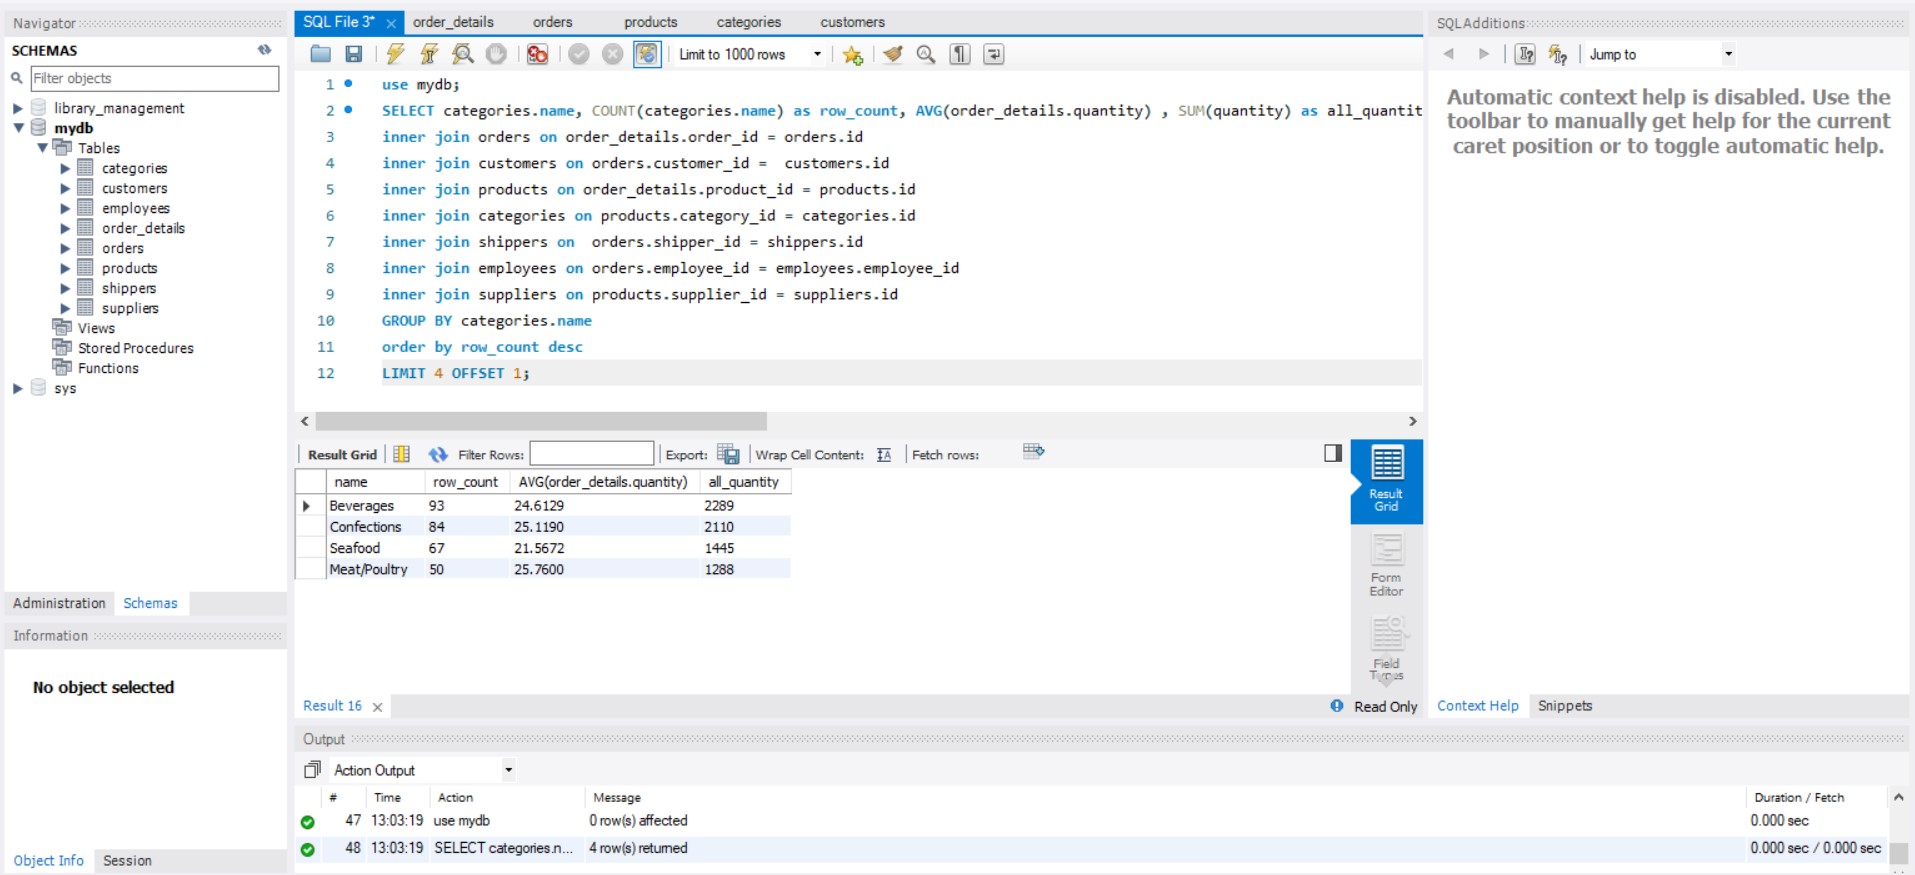 Navigator
SCHEMAS
Filter objects
library_management
mydb
Tables
categories
customers
employees
order_details
orders
products
shippers
suppliers
Views
Stored Procedures
Functions
sys
Administration Schemas
Information
No object selected
Object Info Session
SQL File 3* order_details orders products categories customers
Limit to 1000 rows
1 use mydb;
2 SELECT categories.name, COUNT(categories.name) as row_count, AVG(order_details.quantity) , SUM(quantity) as all_quantit
3 inner join orders on order_details.order_id = orders.id
4 inner join customers on orders.customer_id =  customers.id
5 inner join products on order_details.product_id = products.id
6 inner join categories on products.category_id = categories.id
7 inner join shippers on  orders.shipper_id = shippers.id
8 inner join employees on orders.employee_id = employees.employee_id
9 inner join suppliers on products.supplier_id = suppliers.id
10 GROUP BY categories.name
11 order by row_count desc
12 LIMIT 4 OFFSET 1;
Result Grid Filter Rows: Export: Wrap Cell Content: Fetch rows:
name row_count AVG(order_details.quantity) all_quantity
Beverages 93 24.6129 2289
Confections 84 25.1190 2110
Seafood 67 21.5672 1445
Meat/Poultry 50 25.7600 1288
Result Grid
Form Editor
Field Types
Result 16
Read Only
SQLAdditions
Jump to
Automatic context help is disabled. Use the
toolbar to manually get help for the current
caret position or to toggle automatic help.
Context Help Snippets
Output
Action Output
# Time Action Message Duration / Fetch
47 13:03:19 use mydb 0 row(s) affected 0.000 sec
48 13:03:19 SELECT categories.n... 4 row(s) returned 0.000 sec / 0.000 sec